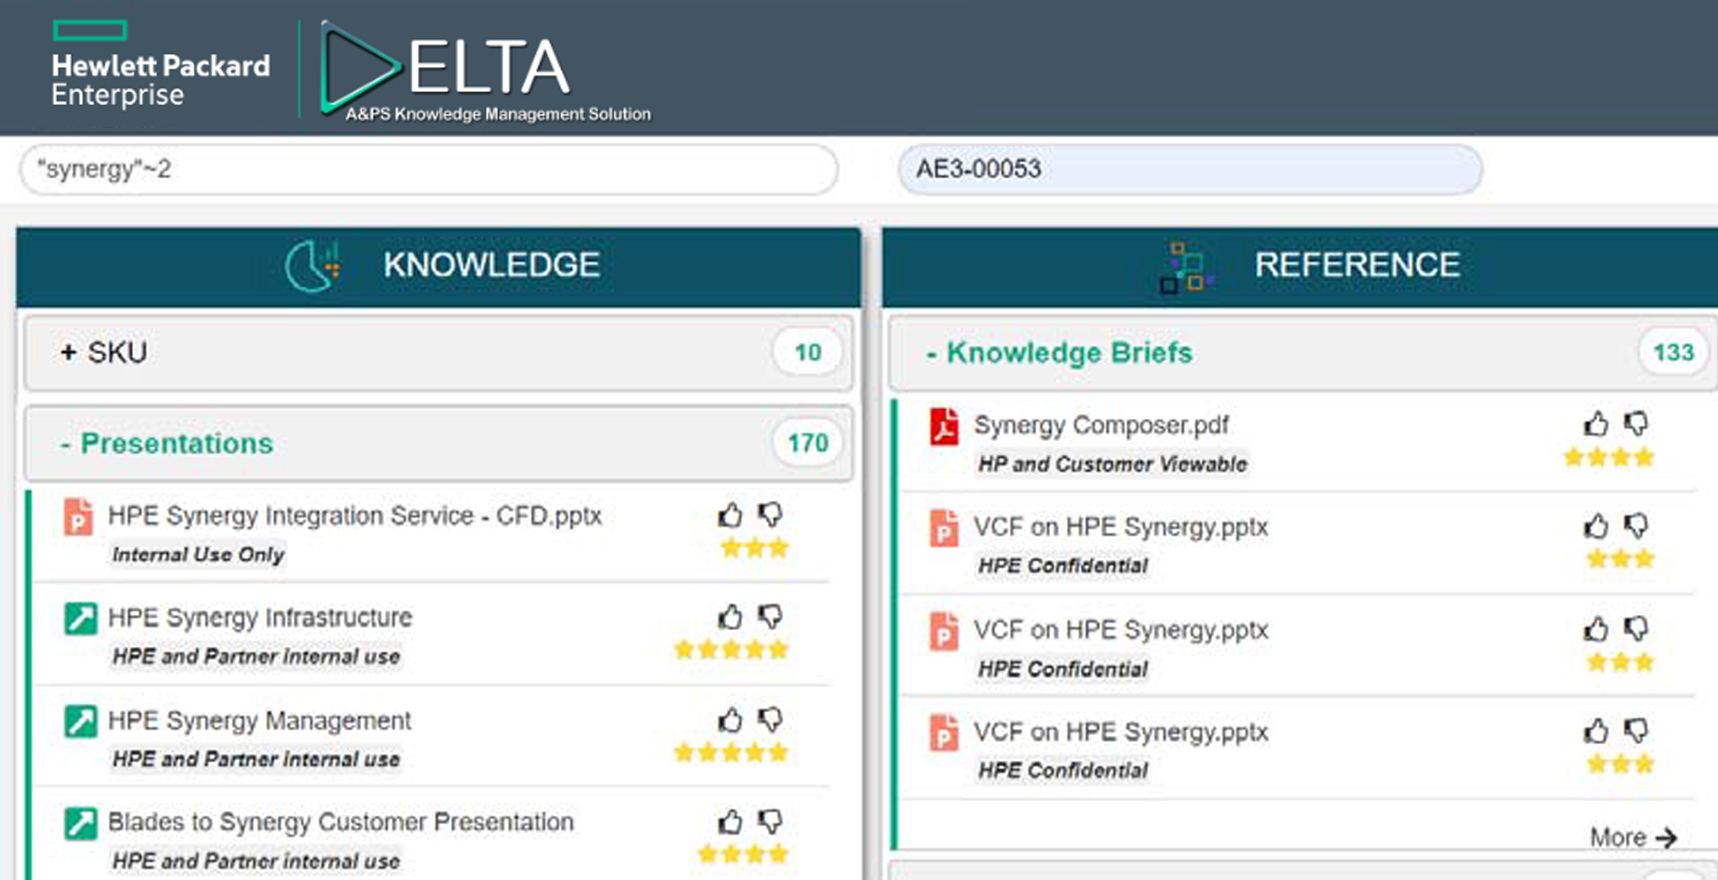 Hewlett Packard
Enterprise
ELTA
A&PS Knowledge Management Solution
"synergy"~2
AE3-00053
KNOWLEDGE
+ SKU
10
- Presentations
170
HPE Synergy Integration Service - CFD.pptx
Internal Use Only
HPE Synergy Infrastructure
HPE and Partner internal use
HPE Synergy Management
HPE and Partner internal use
Blades to Synergy Customer Presentation
HPE and Partner internal use
REFERENCE
- Knowledge Briefs
133
Synergy Composer.pdf
HP and Customer Viewable
VCF on HPE Synergy.pptx
HPE Confidential
VCF on HPE Synergy.pptx
HPE Confidential
VCF on HPE Synergy.pptx
HPE Confidential
More →